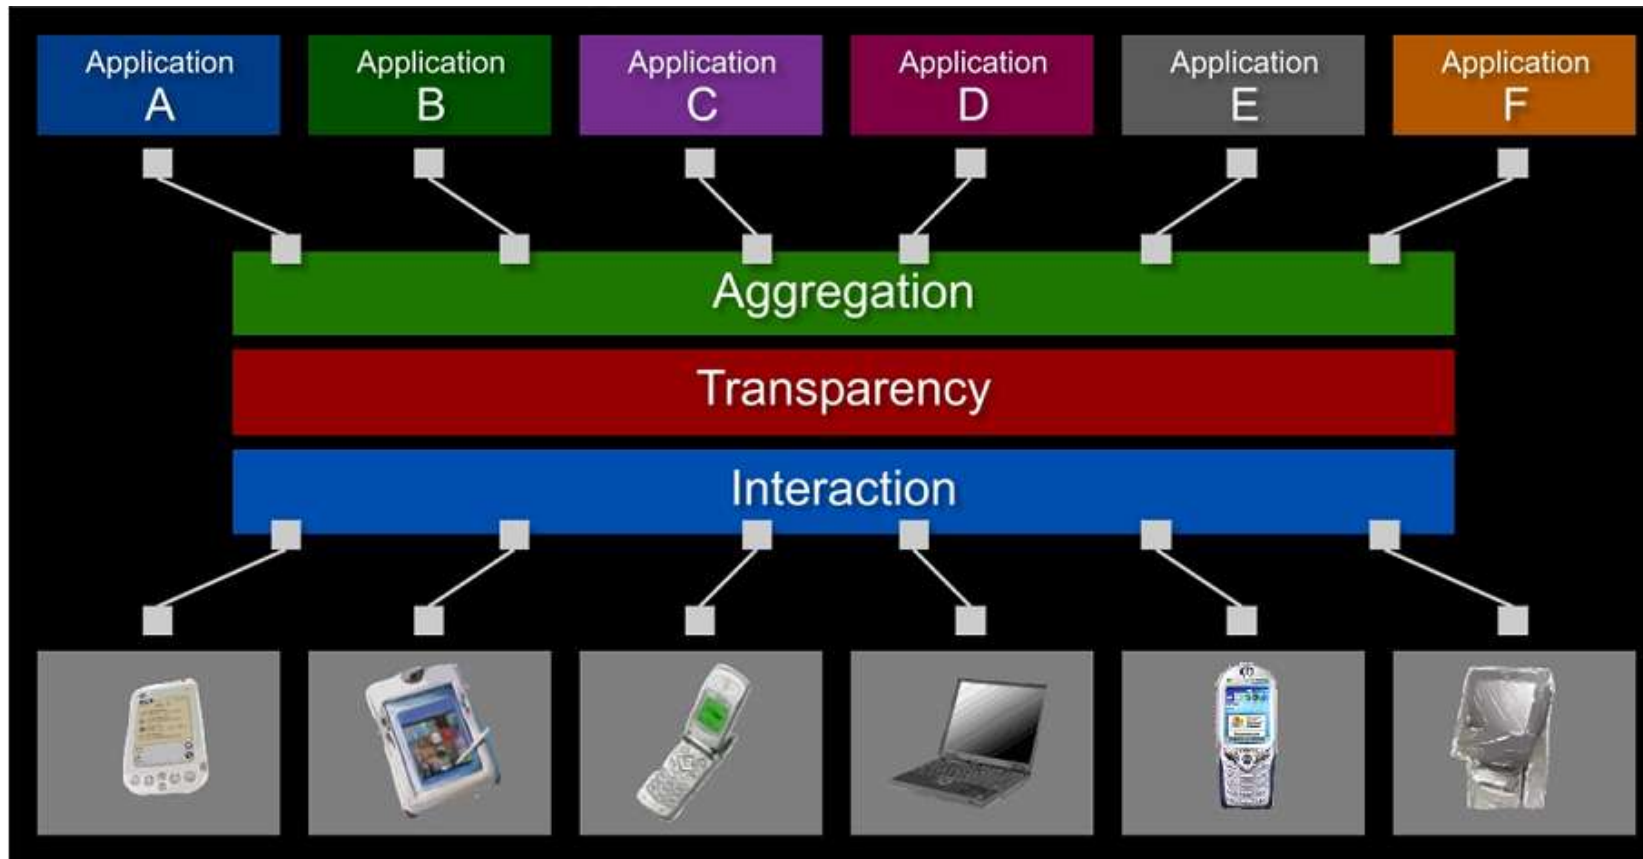 Application
A
Application
B
Application
C
Application
D
Application
E
Application
F
Aggregation
Transparency
Interaction